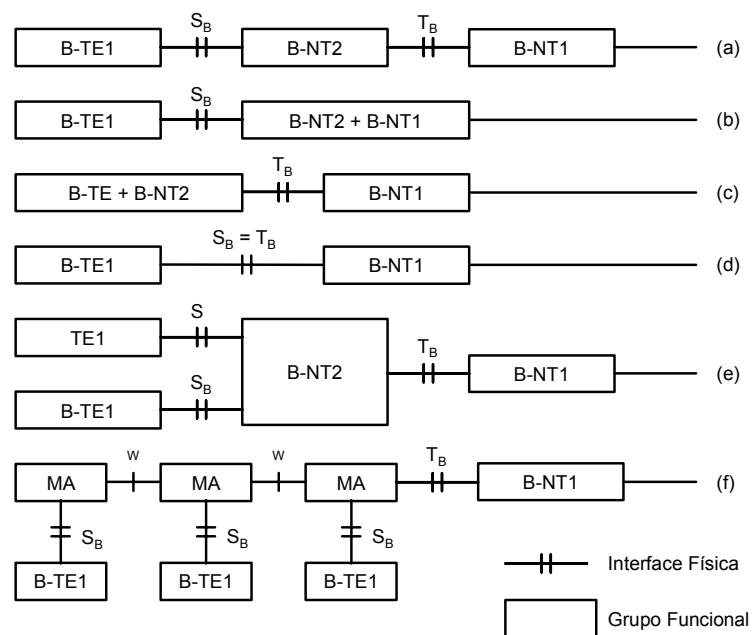 S_B T_B
B-TE1 B-NT2 B-NT1 (a)
S_B
B-TE1 B-NT2 + B-NT1 (b)
T_B
B-TE + B-NT2 B-NT1 (c)
S_B = T_B
B-TE1 B-NT1 (d)
S
TE1
B-NT2
T_B
B-NT1 (e)
S_B
B-TE1
w w T_B
MA MA MA B-NT1 (f)
S_B S_B S_B
B-TE1 B-TE1 B-TE1
Interface Física
Grupo Funcional